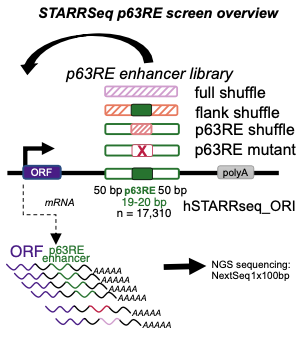 STARRSeq p63RE screen overview
p63RE enhancer library
full shuffle
flank shuffle
p63RE shuffle
X
p63RE mutant
ORF
polyA
50 bp p63RE 50 bp
19-20 bp
n = 17,310
hSTARRseq_ORI
mRNA
ORF p63RE
enhancer
AAAAA
AAAAA
AAAAA
AAAAA
AAAAA
AAAAA
NGS sequencing:
NextSeq1x100bp